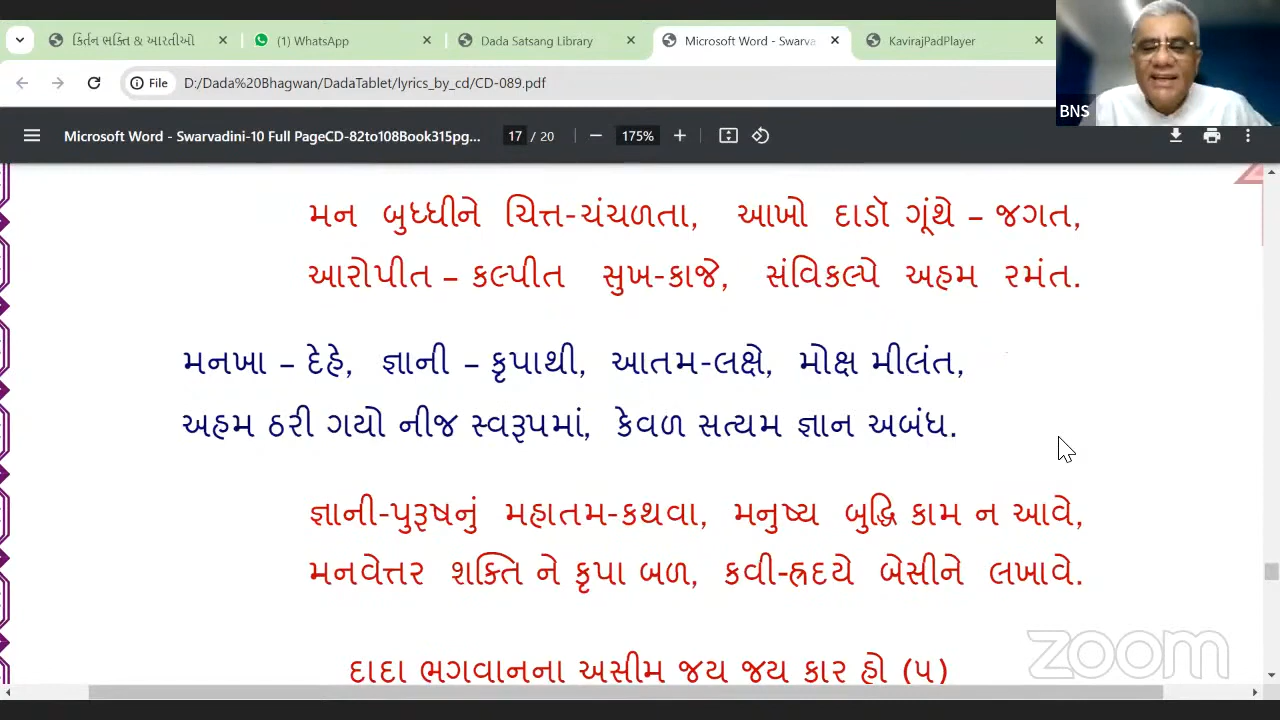 કિર્તન ભક્તિ & આરતીઓ
(1) WhatsApp
Dada Satsang Library
Microsoft Word - Swarva
KavirajPadPlayer
File
D:/Dada%20Bhagwan/DadaTablet/lyrics_by_cd/CD-089.pdf
BNS
Microsoft Word - Swarvadini-10 Full PageCD-82to108Book315pg...
17 / 20
175%
મન બુધ્ધીને ચિત્ત-ચંચળતા, આખો દાડૉ ગૂંથે – જગત,
આરોપીત – કલ્પીત સુખ-કાજે, સંવિકલ્પે અહમ રમંત.
મનખા – દેહે, જ્ઞાની – કૃપાથી, આતમ-લક્ષે, મોક્ષ મીલંત,
અહમ ઠરી ગયો નીજ સ્વરૂપમાં, કેવળ સત્યમ જ્ઞાન અબંધ.
જ્ઞાની-પુરૂષનું મહાતમ-કથવા, મનુષ્ય બુદ્ધિ કામ ન આવે,
મનવેત્તર શક્તિ ને કૃપા બળ, કવી-હ્રદયે બેસીને લખાવે.
દાદા ભગવાનના અસીમ જય જય કાર હો (૫)
zoom